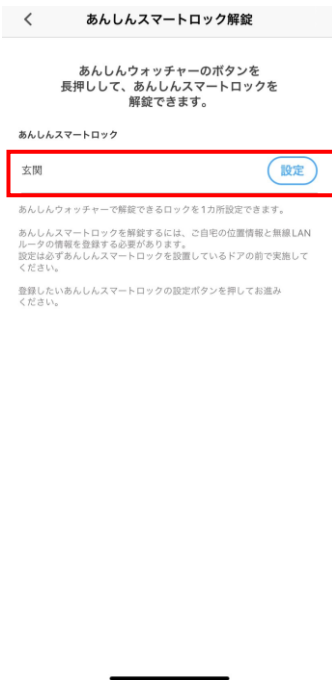 あんしんスマートロック解錠
あんしんウォッチャーのボタンを
長押しして、あんしんスマートロックを
解錠できます。
あんしんスマートロック
玄関
設定
あんしんウォッチャーで解錠できるロックを1カ所設定できます。
あんしんスマートロックを解錠するには、ご自宅の位置情報と無線LAN
ルータの情報を登録する必要があります。
設定は必ずあんしんスマートロックを設置しているドアの前で実施して
ください。
登録したいあんしんスマートロックの設定ボタンを押してお進み
ください。